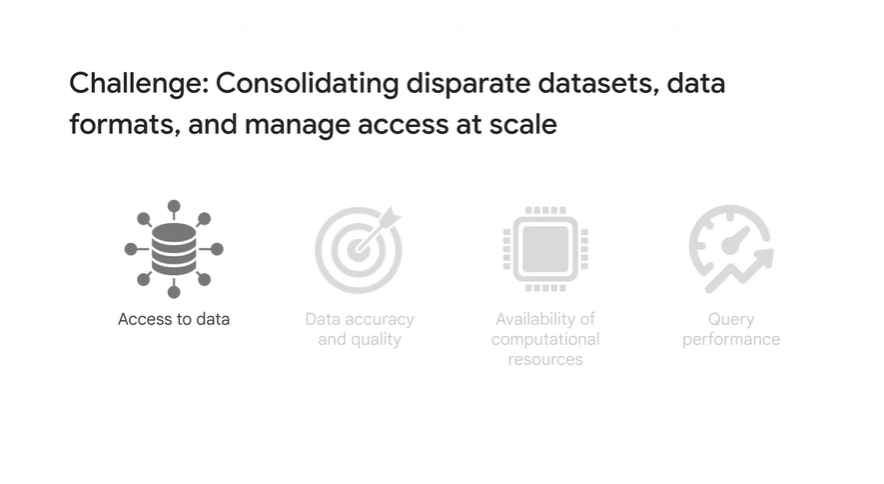 Challenge: Consolidating disparate datasets, data
formats, and manage access at scale
Access to data
Data accuracy
and quality
Availability of
computational
resources
Query
performance